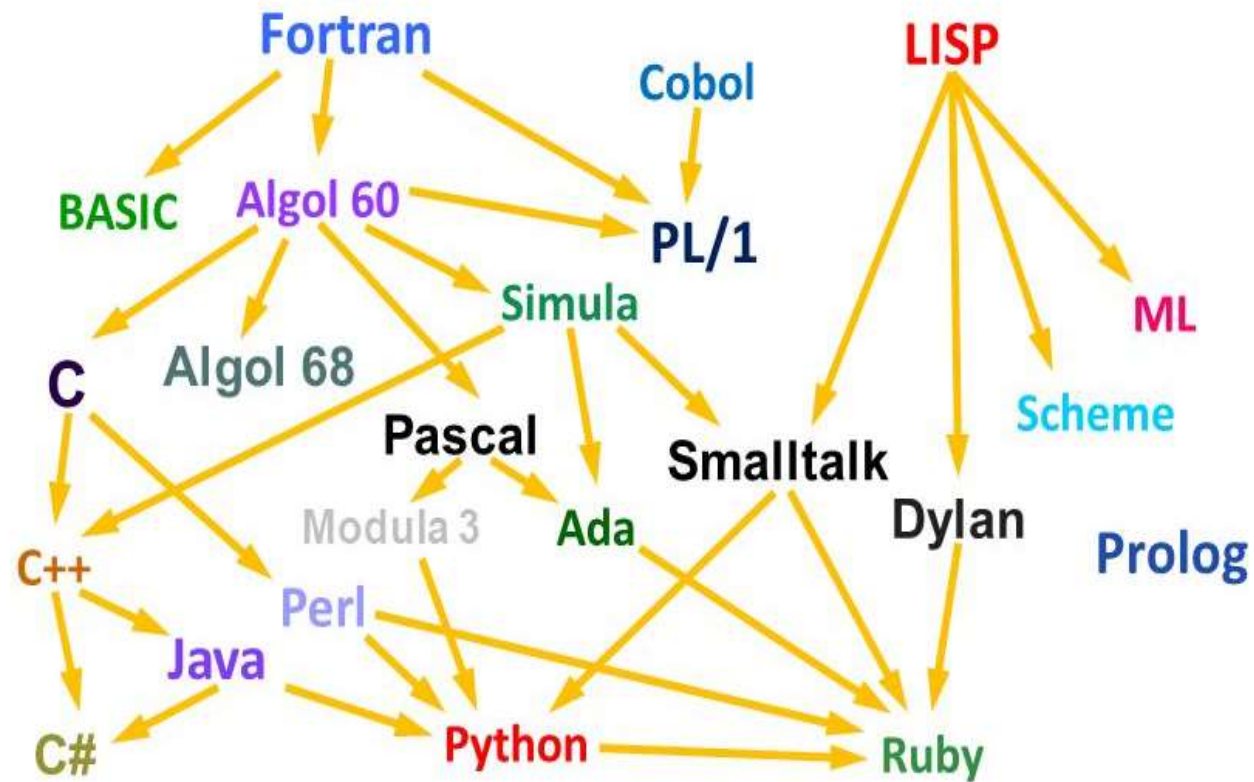 Fortran
LISP
Cobol
BASIC
Algol 60
PL/1
Simula
ML
Algol 68
C
Scheme
Pascal
Smalltalk
Modula 3
Ada
Dylan
Prolog
C++
Perl
Java
Python
C#
Ruby